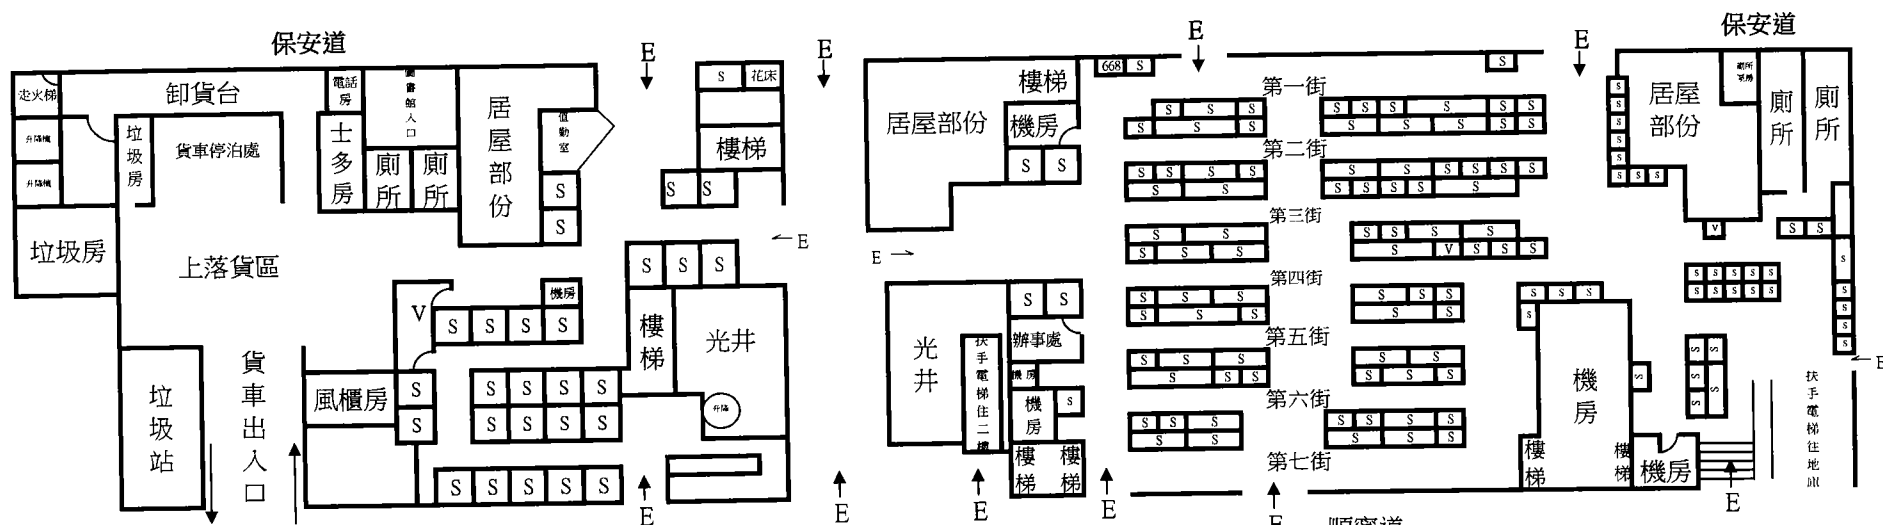 保安道
保安道
E
E
E
E
走火梯
卸貨台
電話房
圖書館入口
居屋部份
值勤室
S
花床
樓梯
668
S
S
第一街
居屋部份
廁所
廁所
升降機
垃圾房
貨車停泊處
士多房
廁所
廁所
樓梯
居屋部份
機房
S S S
S S S S S S
S S S
S S S S S
第二街
升降機
S
S
S S
S S
S S S S
S S S S S S
S S
S S S S S
第三街
S S S
垃圾房
上落貨區
S S S
E
E
S S
S S S
S S S S
S V S S S
第四街
V
S S
機房
V
S S S S
樓梯
光井
光井
扶手電梯往二樓
S S
辦事處
機房
機房
S
S S S
S S
S S S
S S
第五街
S S S
S
機房
S
S S S S S
S S S S S
垃圾站
貨車出入口
風櫃房
S
S
S S S S
S S S S
升降
S S S
S S S
S S
S S S
第六街
S S S
S S
S S S S
S S S
第七街
樓梯
樓梯
樓梯
樓梯
機房
S S S S S
扶手電梯往地庫
E
E
E
E
E
E
E
E
順寧道